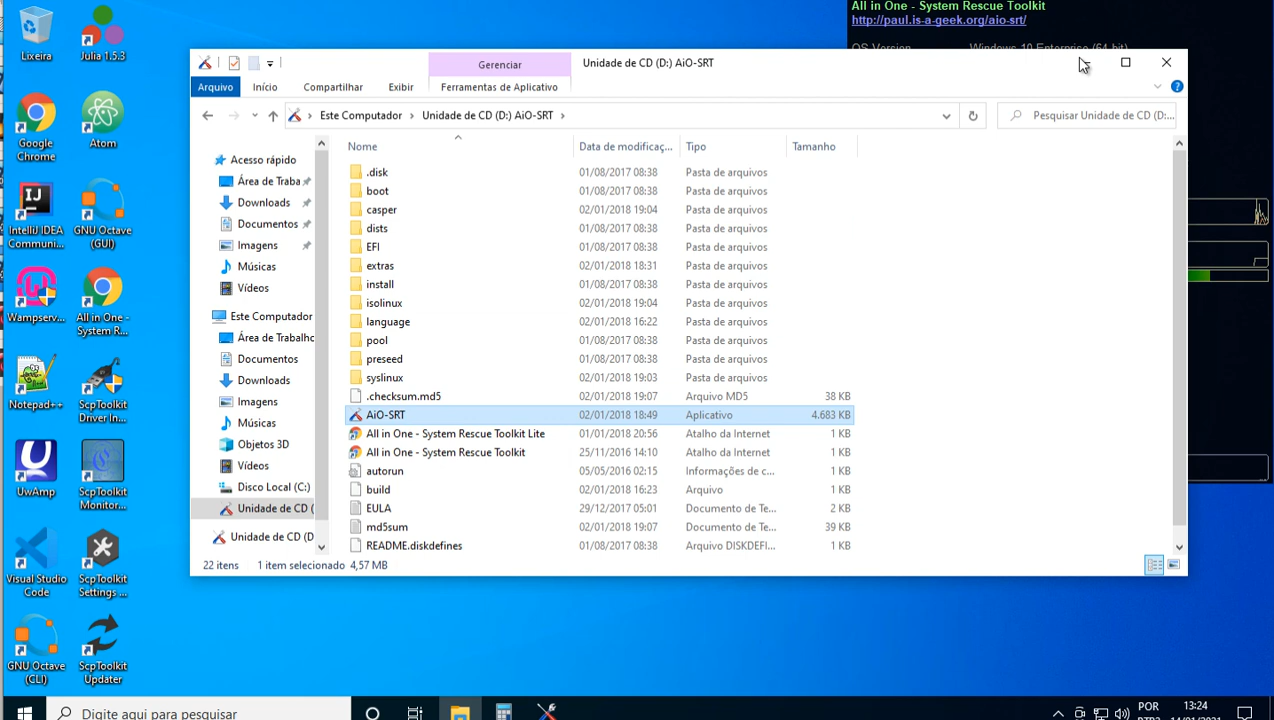 Lixeira
Julia 1.5.3
Google
Chrome
Atom
IntelliJ IDEA
Communi...
GNU Octave
(GUI)
Wampserv...
All in One -
System R...
Notepad++
ScpToolkit
Driver In...
UwAmp
ScpToolkit
Monitor...
Visual Studio
Code
ScpToolkit
Settings ...
GNU Octave
(CLI)
ScpToolkit
Updater
All in One - System Rescue Toolkit
http://paul.is-a-geek.org/aio-srt/
OS Version Windows 10 Enterprise (64-bit)
Gerenciar
Unidade de CD (D:) AiO-SRT
Arquivo Início Compartilhar Exibir Ferramentas de Aplicativo
Este Computador Unidade de CD (D:) AiO-SRT
Pesquisar Unidade de CD (D:...
Acesso rápido
Área de Traba
Downloads
Documentos
Imagens
Músicas
Vídeos
Este Computador
Área de Trabalho
Documentos
Downloads
Imagens
Músicas
Objetos 3D
Vídeos
Disco Local (C:)
Unidade de CD (
Unidade de CD (D
Nome Data de modificaç... Tipo Tamanho
.disk 01/08/2017 08:38 Pasta de arquivos
boot 01/08/2017 08:38 Pasta de arquivos
casper 02/01/2018 19:04 Pasta de arquivos
dists 01/08/2017 08:38 Pasta de arquivos
EFI 01/08/2017 08:38 Pasta de arquivos
extras 02/01/2018 18:31 Pasta de arquivos
install 01/08/2017 08:38 Pasta de arquivos
isolinux 02/01/2018 19:04 Pasta de arquivos
language 02/01/2018 16:22 Pasta de arquivos
pool 01/08/2017 08:38 Pasta de arquivos
preseed 01/08/2017 08:38 Pasta de arquivos
syslinux 02/01/2018 19:03 Pasta de arquivos
.checksum.md5 02/01/2018 19:07 Arquivo MD5 38 KB
AiO-SRT 02/01/2018 18:49 Aplicativo 4.683 KB
All in One - System Rescue Toolkit Lite 01/01/2018 20:56 Atalho da Internet 1 KB
All in One - System Rescue Toolkit 25/11/2016 14:10 Atalho da Internet 1 KB
autorun 05/05/2016 02:15 Informações de c... 1 KB
build 02/01/2018 16:23 Arquivo 1 KB
EULA 29/12/2017 05:01 Documento de Te... 2 KB
md5sum 02/01/2018 19:07 Documento de Te... 39 KB
README.diskdefines 01/08/2017 08:38 Arquivo DISKDEFI... 1 KB
22 itens 1 item selecionado 4,57 MB
Digite aqui para pesquisar
POR
13:24